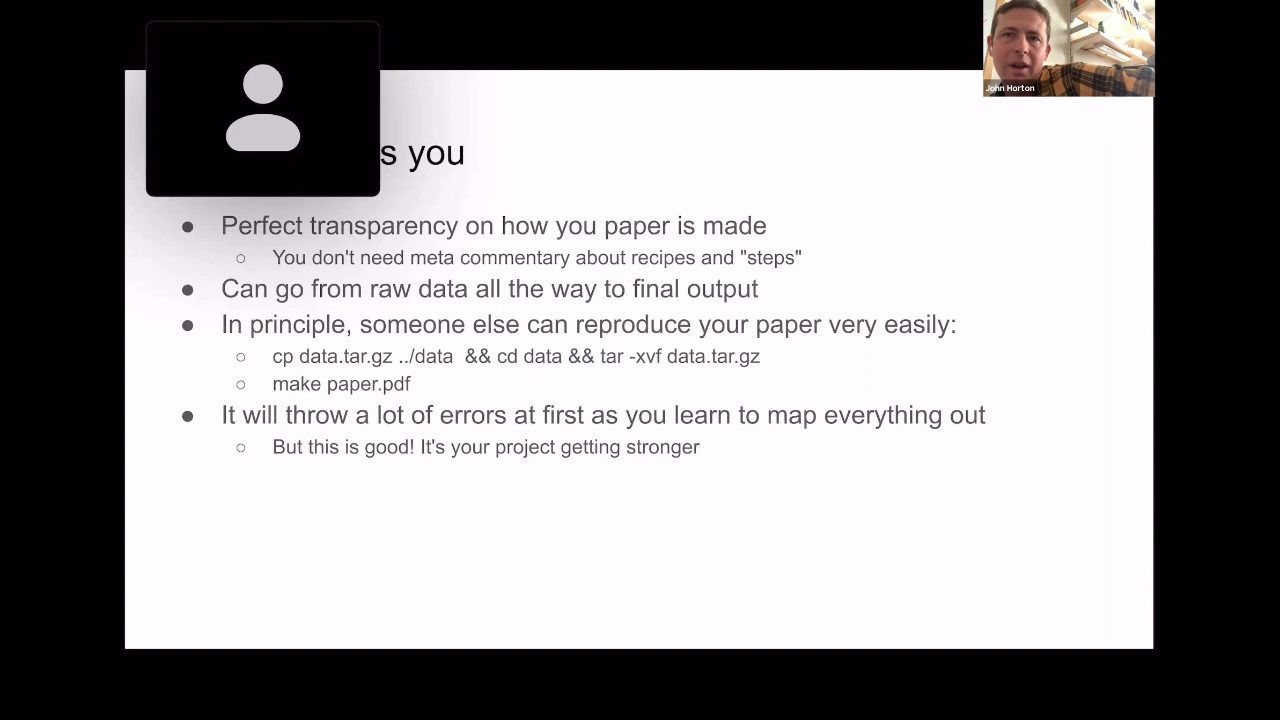 John Horton
s you
● Perfect transparency on how you paper is made
○ You don't need meta commentary about recipes and "steps"
● Can go from raw data all the way to final output
● In principle, someone else can reproduce your paper very easily:
○ cp data.tar.gz ../data && cd data && tar -xvf data.tar.gz
○ make paper.pdf
● It will throw a lot of errors at first as you learn to map everything out
○ But this is good! It's your project getting stronger